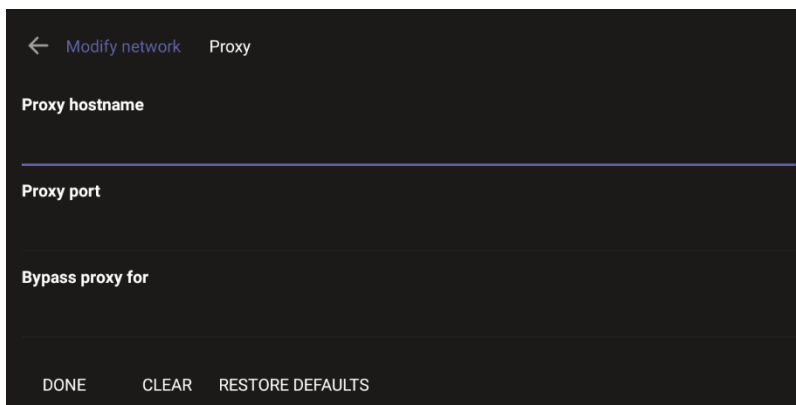 Modify network Proxy
Proxy hostname
Proxy port
Bypass proxy for
DONE CLEAR RESTORE DEFAULTS